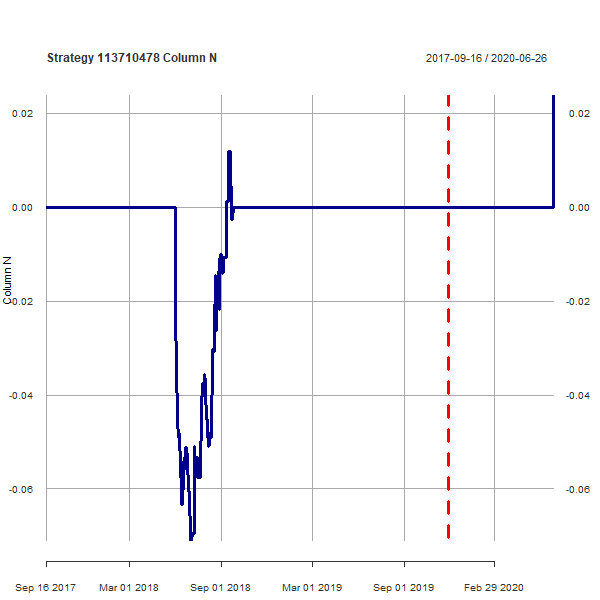 Strategy 113710478 Column N
2017-09-16 / 2020-06-26
0.02
0.02
0.00
0.00
Column N
-0.02
-0.02
-0.04
-0.04
-0.06
-0.06
Sep 16 2017
Mar 01 2018
Sep 01 2018
Mar 01 2019
Sep 01 2019
Feb 29 2020